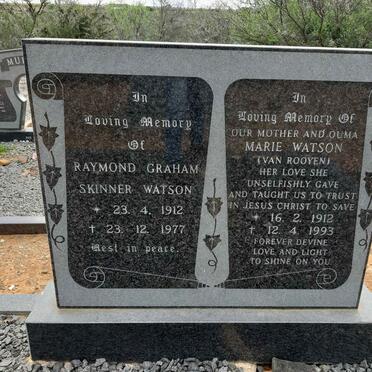 In
Loving Memory
Of
RAYMOND GRAHAM
SKINNER WATSON
* 23. 4. 1912
† 23. 12. 1977
Rest in peace.
In
Loving Memory Of
OUR MOTHER AND OUMA
MARIE WATSON
(VAN ROOYEN)
HER LOVE SHE
UNSELFISHLY GAVE
AND TAUGHT US TO TRUST
IN JESUS CHRIST TO SAVE
* 16. 2. 1912
† 12. 4. 1993
FOREVER DEVINE
LOVE AND LIGHT
TO SHINE ON YOU